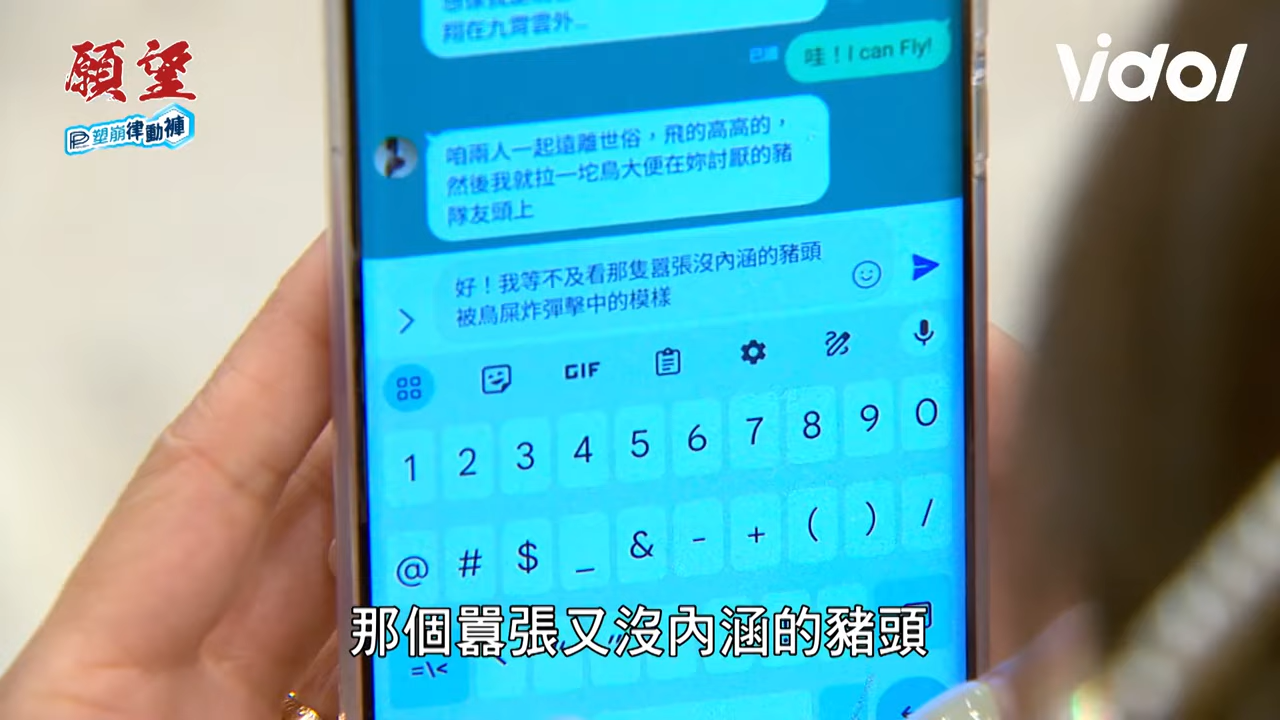 願望
塑崩律動褲
Vidol
翔在九霄雲外...
已讀
哇！I can Fly!
咱兩人一起遠離世俗，飛的高高的，
然後我就拉一坨鳥大便在妳討厭的豬
隊友頭上
好！我等不及看那隻囂張沒內涵的豬頭
被鳥屎炸彈擊中的模樣
GIF
1 2 3 4 5 6 7 8 9 0
@ # $ _ & - + ( ) /
=\<
那個囂張又沒內涵的豬頭